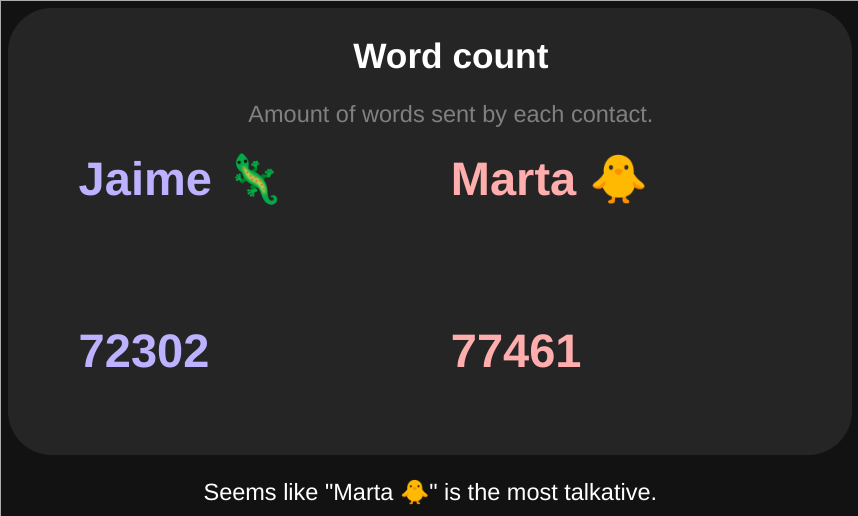 Word count
Amount of words sent by each contact.
Jaime 🦎 Marta 🐥
72302 77461
Seems like "Marta 🐥" is the most talkative.